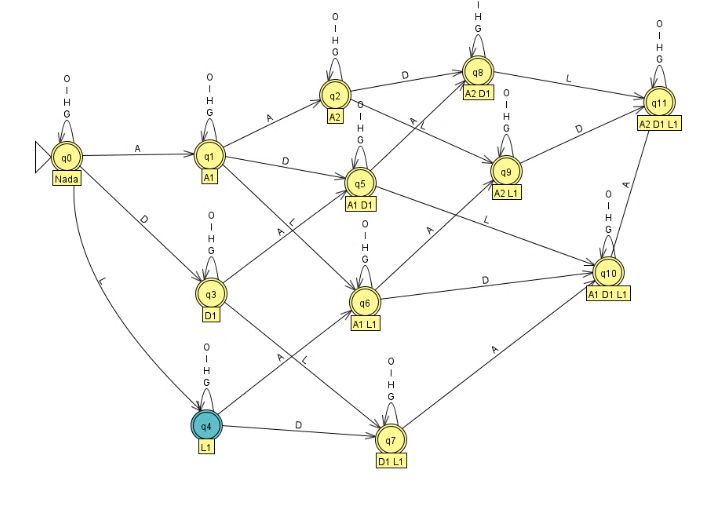 O
I
H
G
q0
Nada
A
D
L
O
I
H
G
q1
A1
A
D
L
O
I
H
G
q2
A2
D
L
O
I
H
G
q3
D1
A
L
O
I
H
G
q4
L1
A
D
O
I
H
G
q5
A1 D1
A
L
O
I
H
G
q6
A1 L1
A
D
O
I
H
G
q7
D1 L1
A
I
H
G
q8
A2 D1
L
O
I
H
G
q9
A2 L1
D
O
I
H
G
q10
A1 D1 L1
A
O
I
H
G
q11
A2 D1 L1